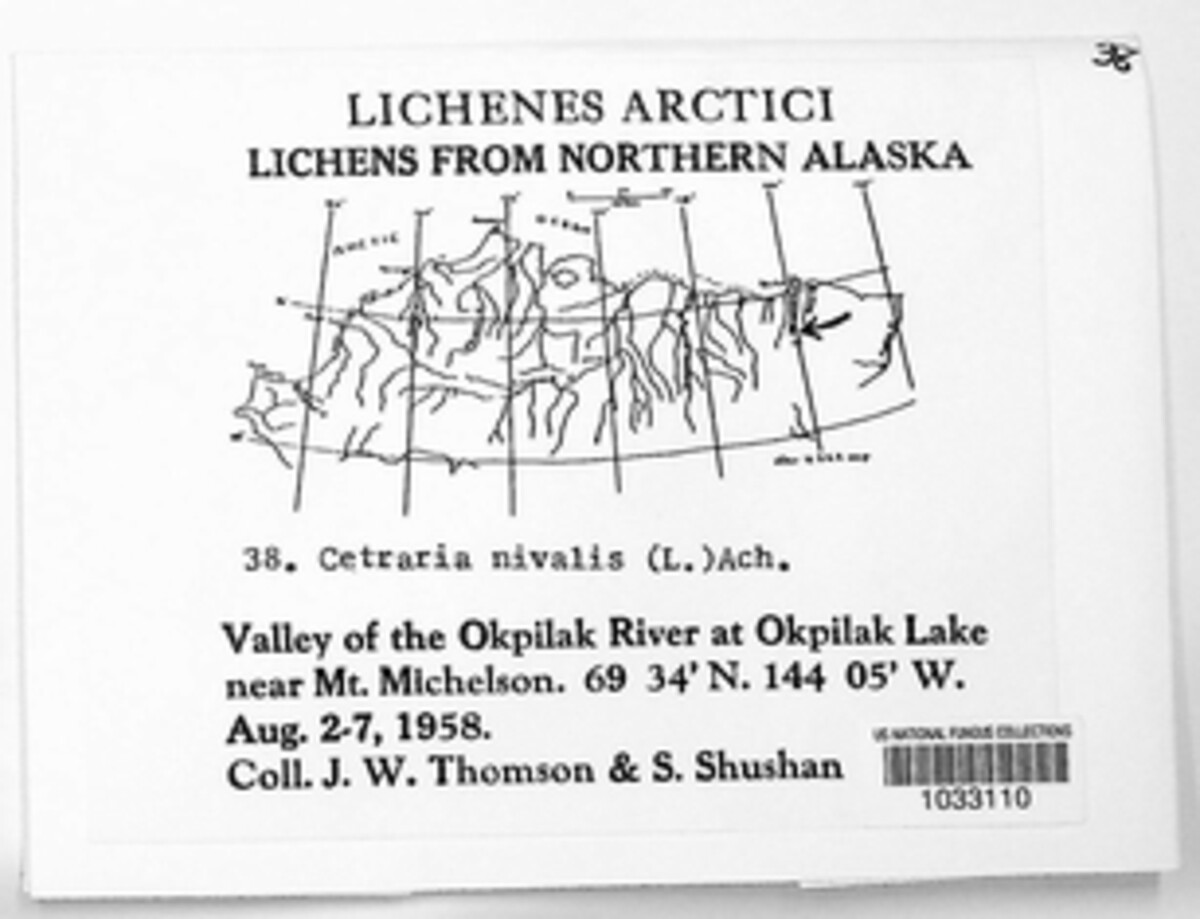 38
LICHENES ARCTICI
LICHENS FROM NORTHERN ALASKA
ARCTIC OCEAN
38. Cetraria nivalis (L.)Ach.
Valley of the Okpilak River at Okpilak Lake
near Mt. Michelson. 69 34' N. 144 05' W.
Aug. 2-7, 1958.
Coll. J. W. Thomson & S. Shushan
US NATIONAL FUNGUS COLLECTIONS
1033110